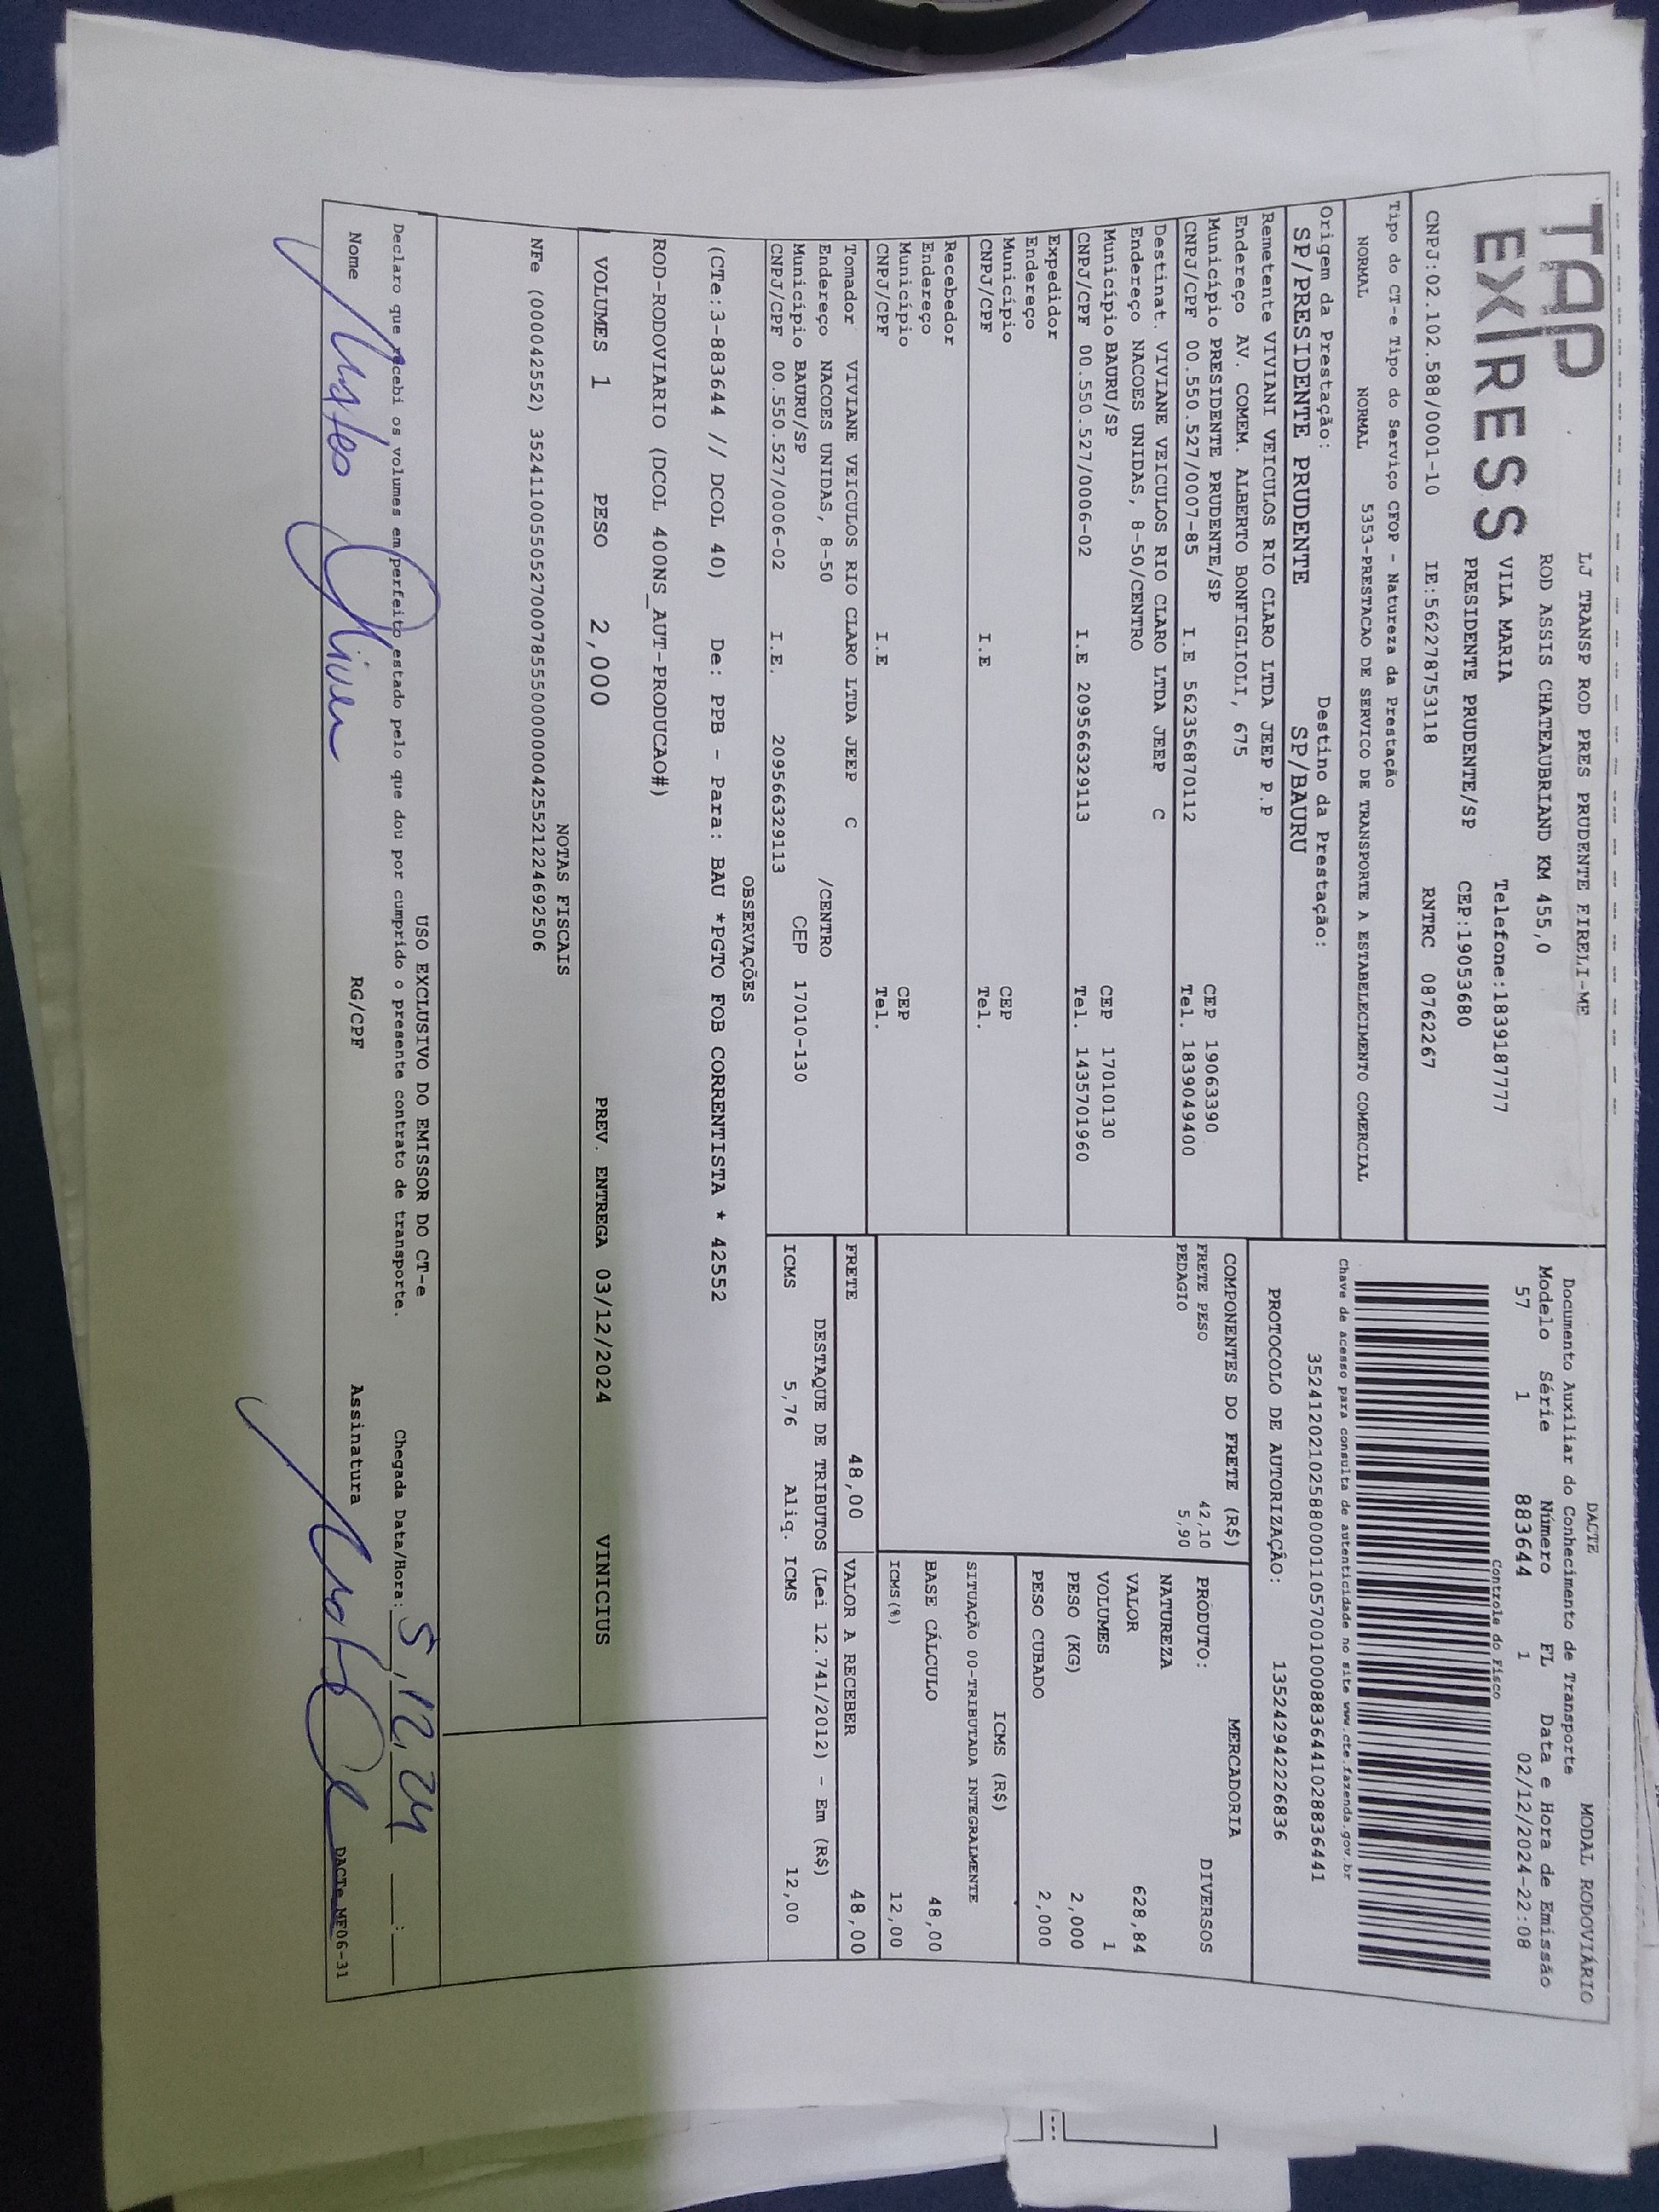 TAP
EXPRESS
LJ TRANSP ROD PRES PRUDENTE EIRELI-ME
ROD ASSIS CHATEAUBRIAND KM 455,0
VILA MARIA Telefone:1839187777
PRESIDENTE PRUDENTE/SP CEP:19053680
CNPJ:02.102.588/0001-10 IE:562278753118 RNTRC 08762267
DACTE MODAL RODOVIÁRIO
Documento Auxiliar do Conhecimento de Transporte
Modelo Série Número FL Data e Hora de Emissão
57 1 883644 1 02/12/2024-22:08
Controle do Fisco
Chave de acesso para consulta de autenticidade no site www.cte.fazenda.gov.br
35241202102588000110570010008836441028836441
PROTOCOLO DE AUTORIZAÇÃO: 135242942226836
Tipo do CT-e Tipo do Serviço CFOP - Natureza da Prestação
NORMAL NORMAL 5353-PRESTACAO DE SERVICO DE TRANSPORTE A ESTABELECIMENTO COMERCIAL
Origem da Prestação: Destino da Prestação:
SP/PRESIDENTE PRUDENTE SP/BAURU
Remetente VIVIANI VEICULOS RIO CLARO LTDA JEEP P.P
Endereço AV. COMEM. ALBERTO BONFIGLIOLI, 675
Município PRESIDENTE PRUDENTE/SP CEP 19063390
CNPJ/CPF 00.550.527/0007-85 I.E 562356870112 Tel. 1839049400
Destinat. VIVIANE VEICULOS RIO CLARO LTDA JEEP C
Endereço NACOES UNIDAS, 8-50/CENTRO
Município BAURU/SP CEP 17010130
CNPJ/CPF 00.550.527/0006-02 I.E 209566329113 Tel. 1435701960
Expedidor
Endereço
Município CEP
CNPJ/CPF I.E Tel.
Recebedor
Endereço
Município CEP
CNPJ/CPF I.E Tel.
Tomador VIVIANE VEICULOS RIO CLARO LTDA JEEP C
Endereço NACOES UNIDAS, 8-50 /CENTRO
Município BAURU/SP CEP 17010-130
CNPJ/CPF 00.550.527/0006-02 I.E. 209566329113
COMPONENTES DO FRETE (R$)
FRETE PESO 42,10
PEDAGIO 5,90
MERCADORIA
PRODUTO: DIVERSOS
NATUREZA
VALOR 628,84
VOLUMES 1
PESO (KG) 2,000
PESO CUBADO 2,000
ICMS (R$)
SITUAÇÃO 00-TRIBUTADA INTEGRALMENTE
BASE CÁLCULO 48,00
ICMS(%) 12,00
FRETE 48,00 VALOR A RECEBER 48,00
DESTAQUE DE TRIBUTOS (Lei 12.741/2012) - Em (R$)
ICMS 5,76 Aliq. ICMS 12,00
OBSERVAÇÕES
(CTe:3-883644 // DCOL 40) De: PPB - Para: BAU *PGTO FOB CORRENTISTA * 42552
ROD-RODOVIARIO (DCOL 400NS_AUT-PRODUCAO#)
VOLUMES 1 PESO 2,000 PREV. ENTREGA 03/12/2024 VINICIUS
NOTAS FISCAIS
NFe (000042552) 35241100550527000785550000000425521224692506
USO EXCLUSIVO DO EMISSOR DO CT-e
Declaro que recebi os volumes em perfeito estado pelo que dou por cumprido o presente contrato de transporte. Chegada Data/Hora: 5,12,24 :
Nome RG/CPF Assinatura
DACTe MF06-31